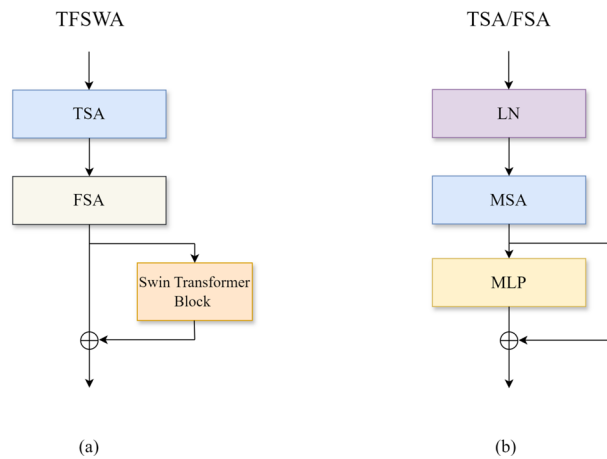 TFSWA
TSA
FSA
Swin Transformer
Block
(a)
TSA/FSA
LN
MSA
MLP
(b)